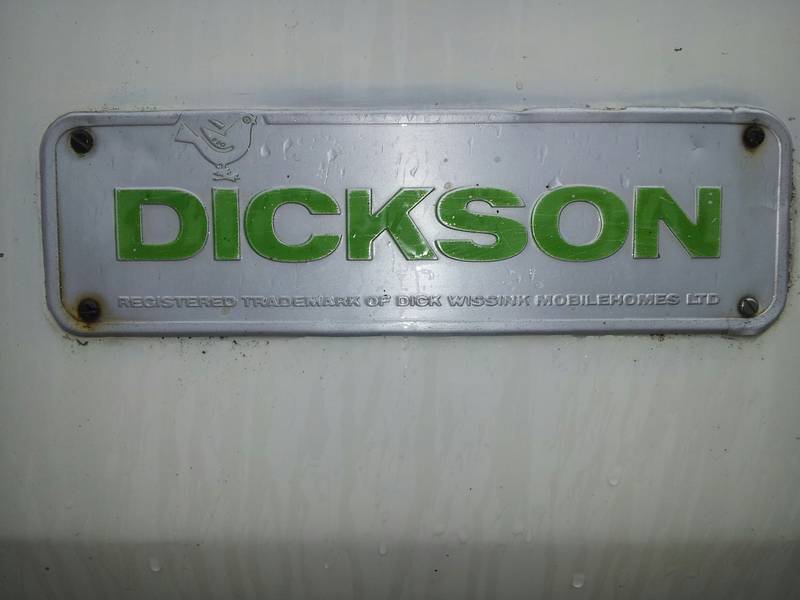 DICKSON
REGISTERED TRADEMARK OF DICK WISSINK MOBILEHOMES LTD